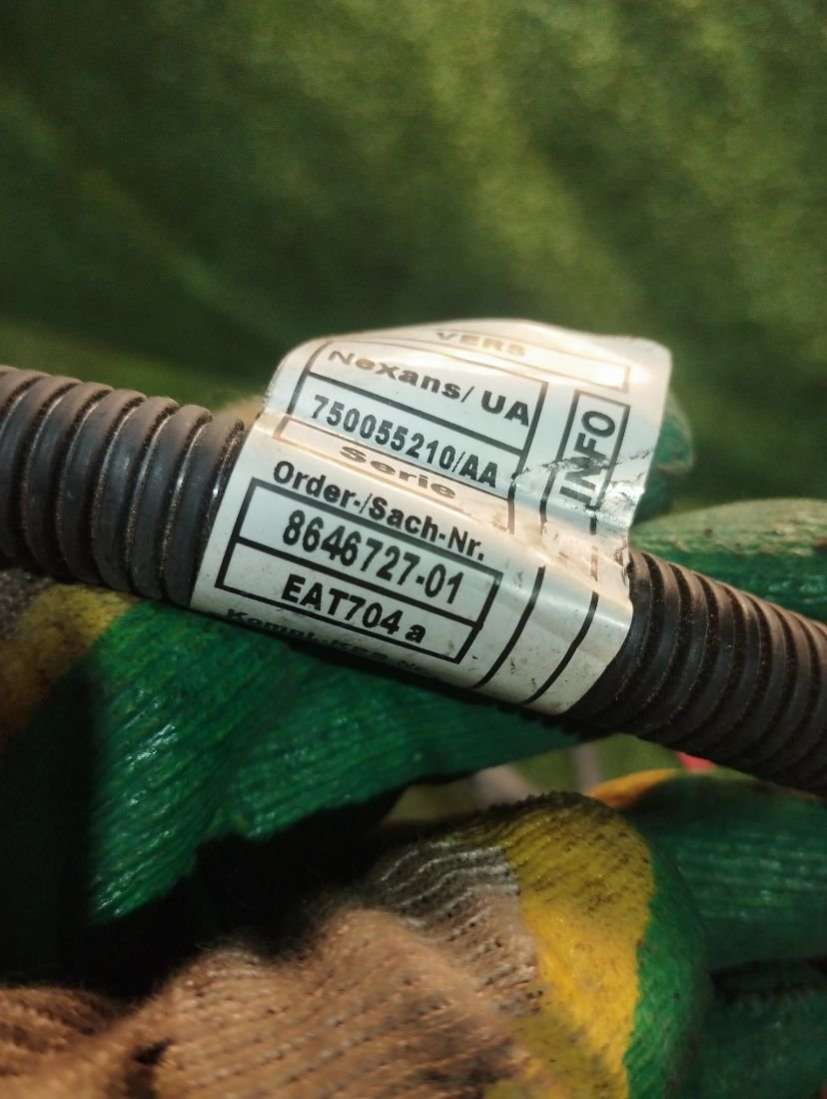 VERS
Nexans/ UA
750055210/AA
INFO
Serie
Order-/Sach-Nr.
8646727-01
EAT704 a